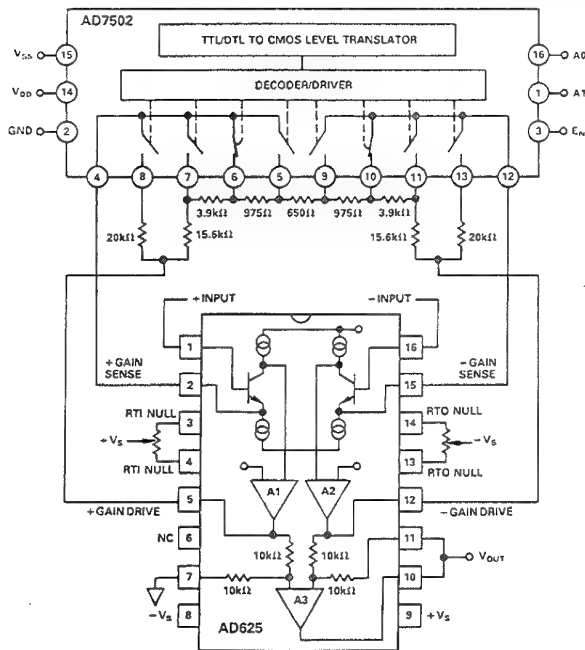 AD7502
TTL/DTL TO CMOS LEVEL TRANSLATOR
DECODER/DRIVER
VSS 15
VDD 14
GND 2
16 A0
1 A1
3 EN
4 8 7 6 5 9 10 11 13 12
3.9kΩ 975Ω 650Ω 975Ω 3.9kΩ
20kΩ 15.6kΩ 15.6kΩ 20kΩ
+INPUT −INPUT
1 16
+GAIN SENSE 2 15 −GAIN SENSE
RTI NULL 3 14 RTO NULL
+VS −VS
RTI NULL 4 13 RTO NULL
A1 A2
5 12
+GAIN DRIVE −GAIN DRIVE
NC 6 11
10kΩ 10kΩ
VOUT
7 10kΩ 10kΩ 10
A3
−VS 8 9 +VS
AD625